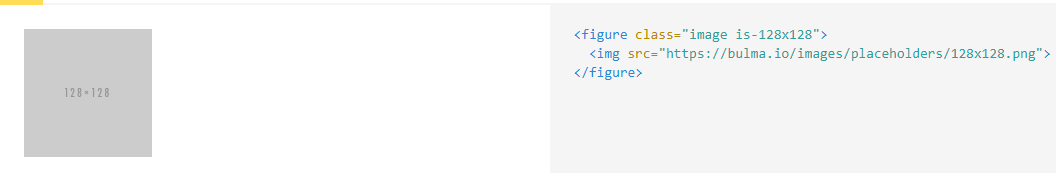 128×128
<figure class="image is-128x128">
  <img src="https://bulma.io/images/placeholders/128x128.png">
</figure>